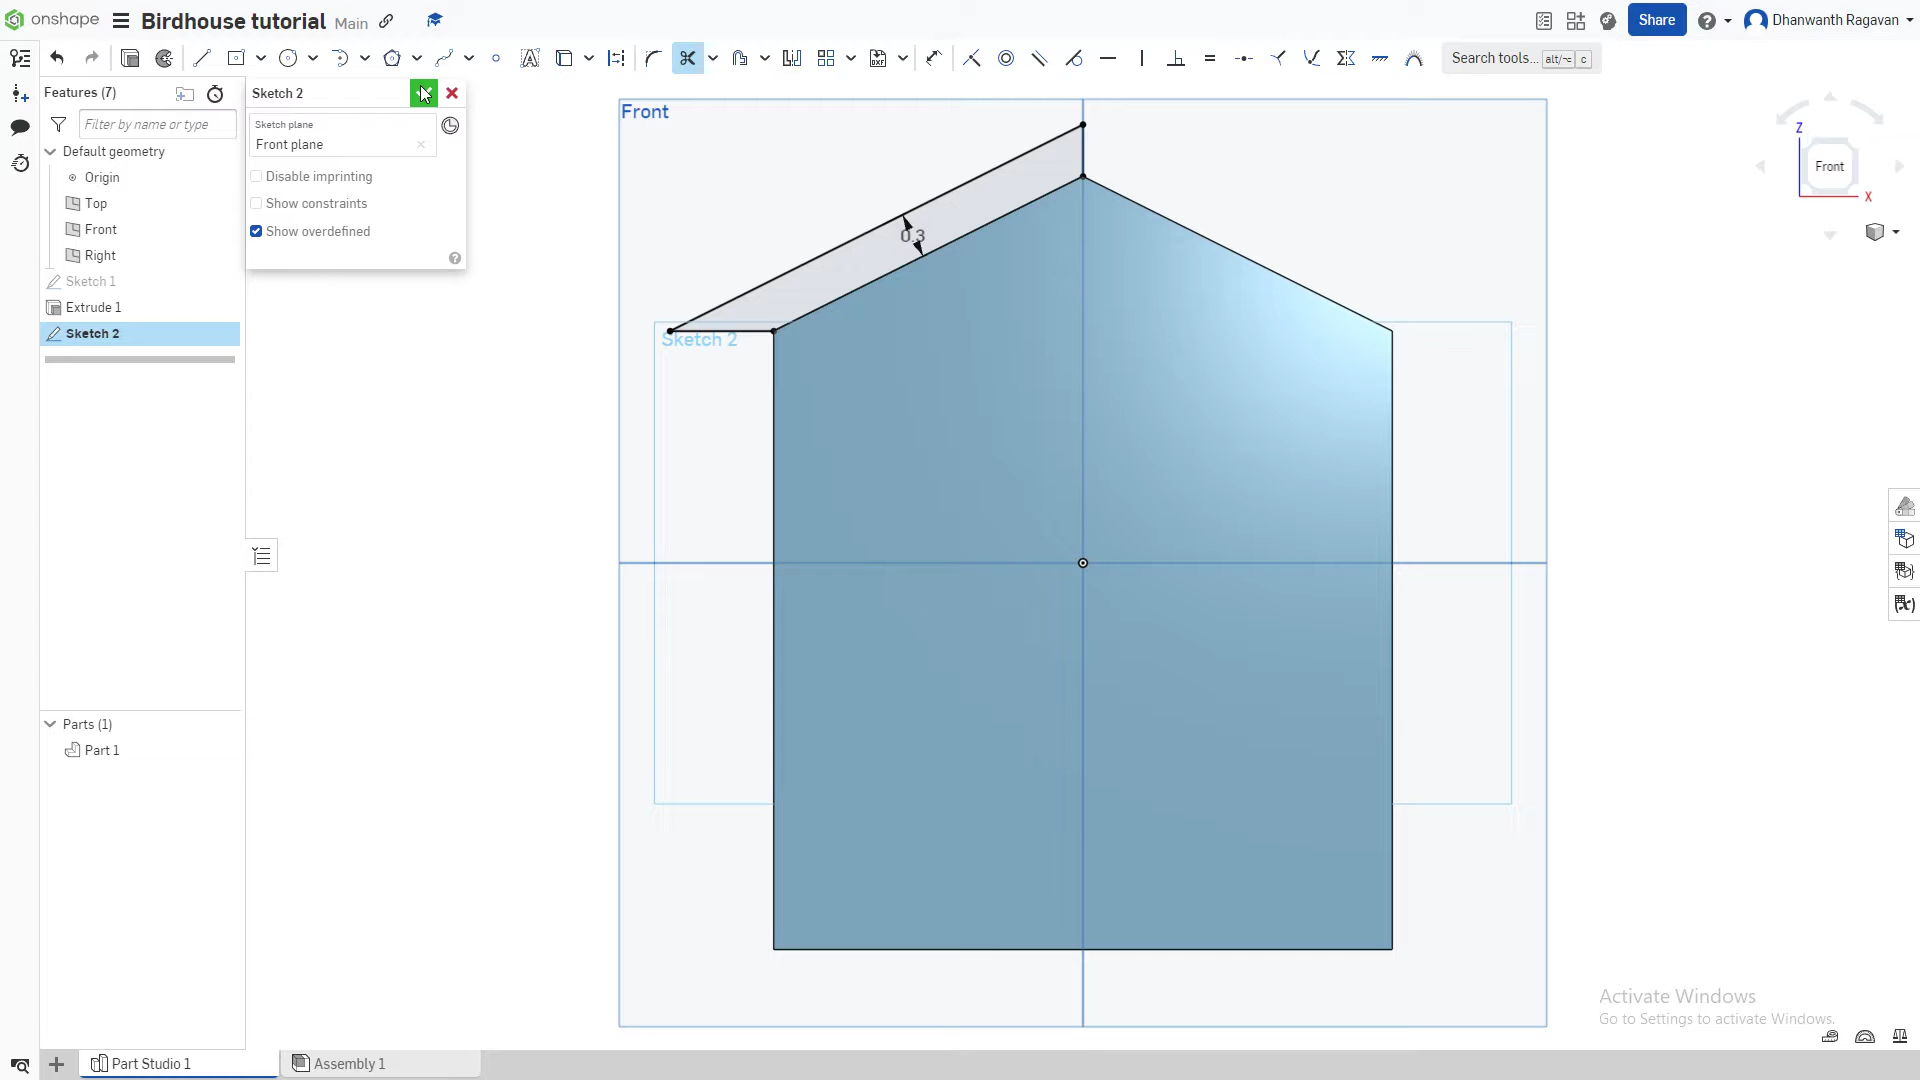 onshape Birdhouse tutorial Main Share Dhanwanth Ragavan
Search tools... alt/⌥ c
Features (7)
Filter by name or type
Default geometry
Origin
Top
Front
Right
Sketch 1
Extrude 1
Sketch 2
Parts (1)
Part 1
Sketch 2
Sketch plane
Front plane
Disable imprinting
Show constraints
Show overdefined
Front
0.3
Sketch 2
Z
Front
X
Activate Windows
Go to Settings to activate Windows.
Part Studio 1
Assembly 1